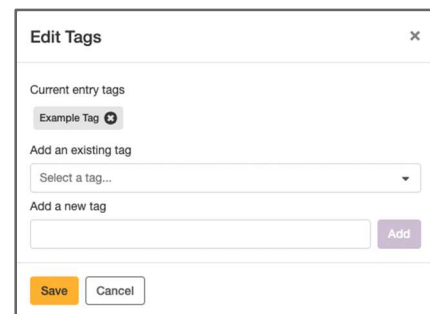 Edit Tags ×
Current entry tags
Example Tag
Add an existing tag
Select a tag...
Add a new tag
Add
Save Cancel